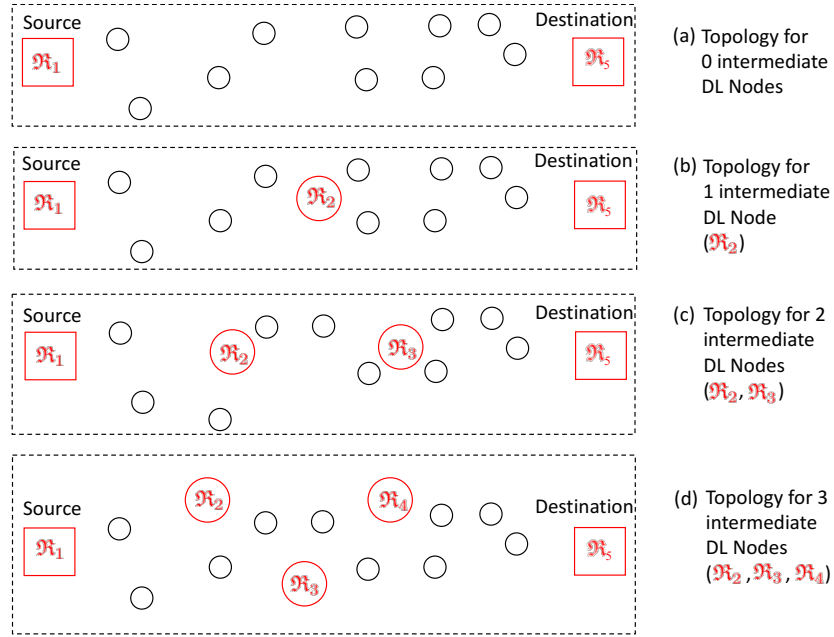 Source
Destination
ℜ1
ℜ5
(a) Topology for
0 intermediate
DL Nodes
Source
Destination
ℜ1
ℜ2
ℜ5
(b) Topology for
1 intermediate
DL Node
(ℜ2)
Source
Destination
ℜ1
ℜ2
ℜ3
ℜ5
(c) Topology for 2
intermediate
DL Nodes
(ℜ2, ℜ3)
Source
Destination
ℜ1
ℜ2
ℜ3
ℜ4
ℜ5
(d) Topology for 3
intermediate
DL Nodes
(ℜ2 ,ℜ3 , ℜ4)